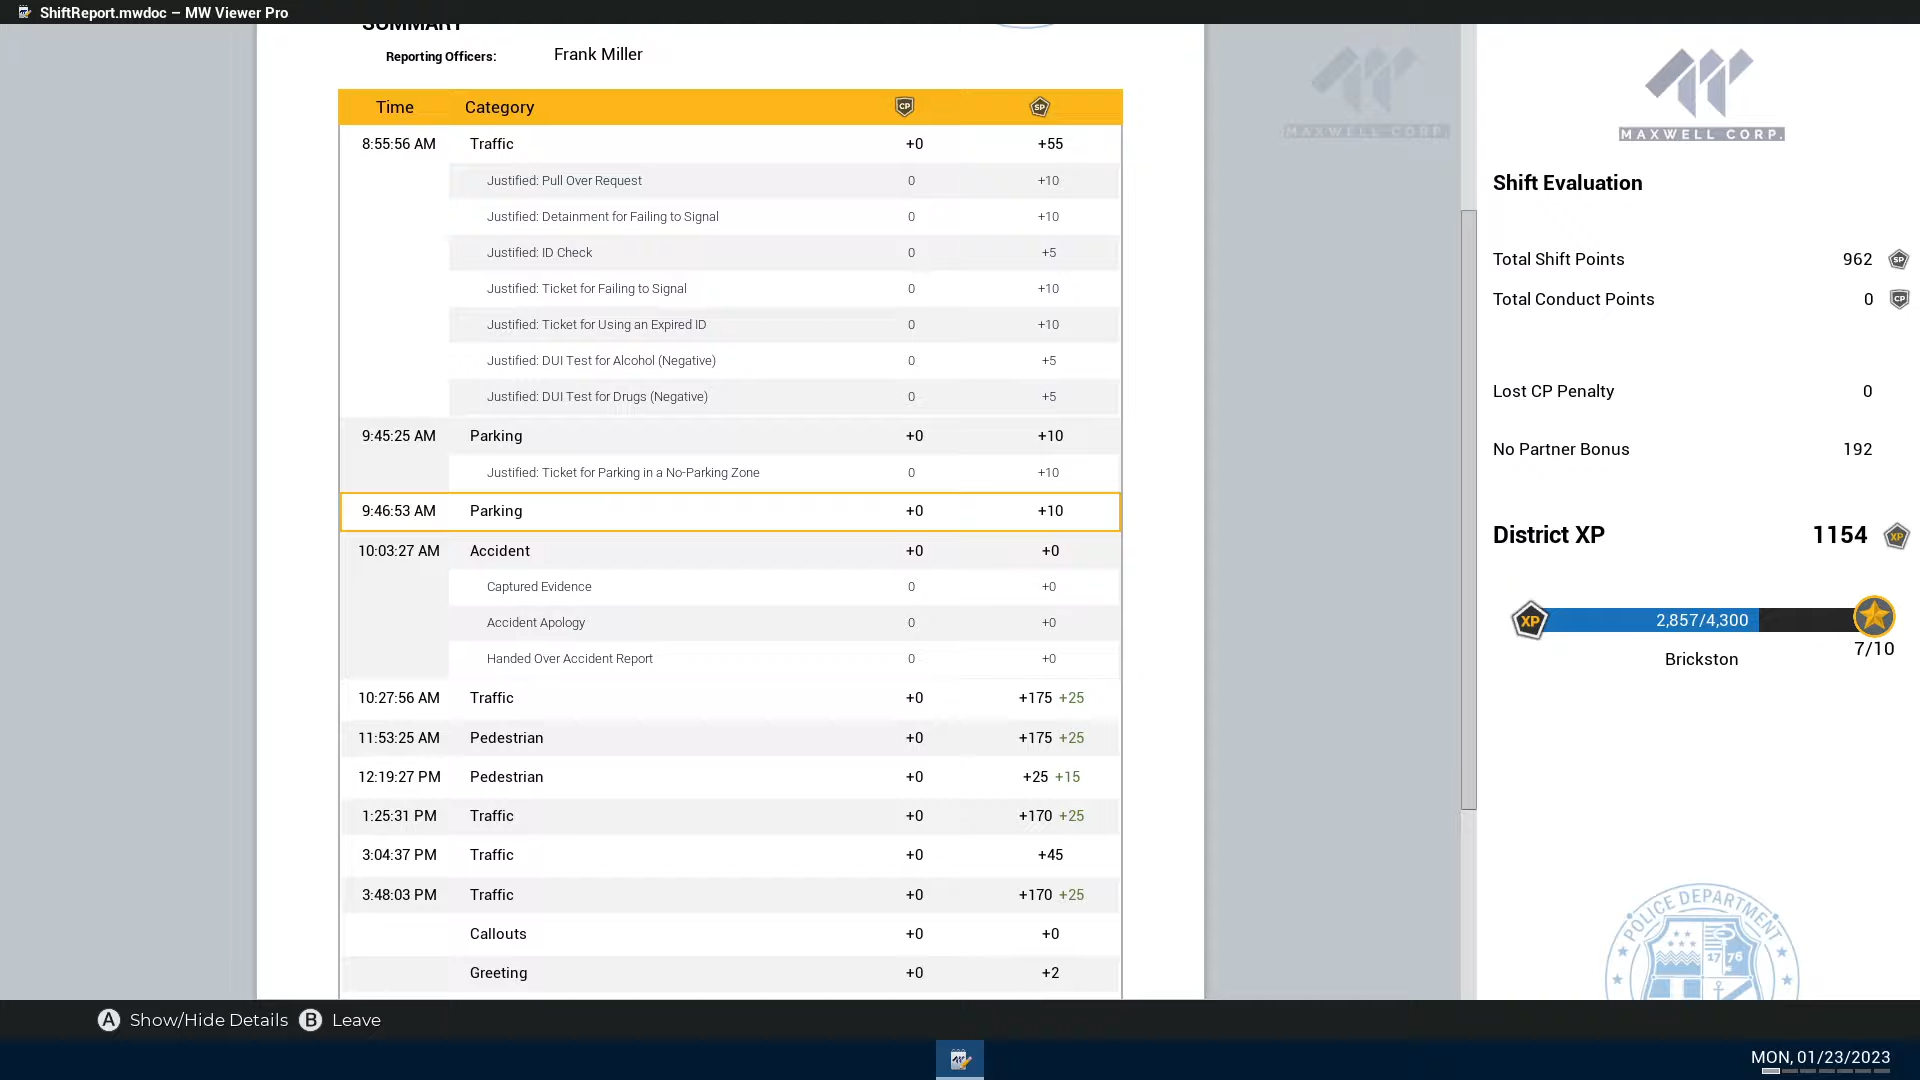 ShiftReport.mwdoc – MW Viewer Pro
SUMMARY
Reporting Officers: Frank Miller
Time Category CP SP
8:55:56 AM Traffic +0 +55
Justified: Pull Over Request 0 +10
Justified: Detainment for Failing to Signal 0 +10
Justified: ID Check 0 +5
Justified: Ticket for Failing to Signal 0 +10
Justified: Ticket for Using an Expired ID 0 +10
Justified: DUI Test for Alcohol (Negative) 0 +5
Justified: DUI Test for Drugs (Negative) 0 +5
9:45:25 AM Parking +0 +10
Justified: Ticket for Parking in a No-Parking Zone 0 +10
9:46:53 AM Parking +0 +10
10:03:27 AM Accident +0 +0
Captured Evidence 0 +0
Accident Apology 0 +0
Handed Over Accident Report 0 +0
10:27:56 AM Traffic +0 +175 +25
11:53:25 AM Pedestrian +0 +175 +25
12:19:27 PM Pedestrian +0 +25 +15
1:25:31 PM Traffic +0 +170 +25
3:04:37 PM Traffic +0 +45
3:48:03 PM Traffic +0 +170 +25
Callouts +0 +0
Greeting +0 +2
MAXWELL CORP.
MAXWELL CORP.
Shift Evaluation
Total Shift Points 962 SP
Total Conduct Points 0 CP
Lost CP Penalty 0
No Partner Bonus 192
District XP 1154 XP
XP 2,857/4,300
7/10
Brickston
POLICE DEPARTMENT
17 76
A Show/Hide Details B Leave
MON, 01/23/2023